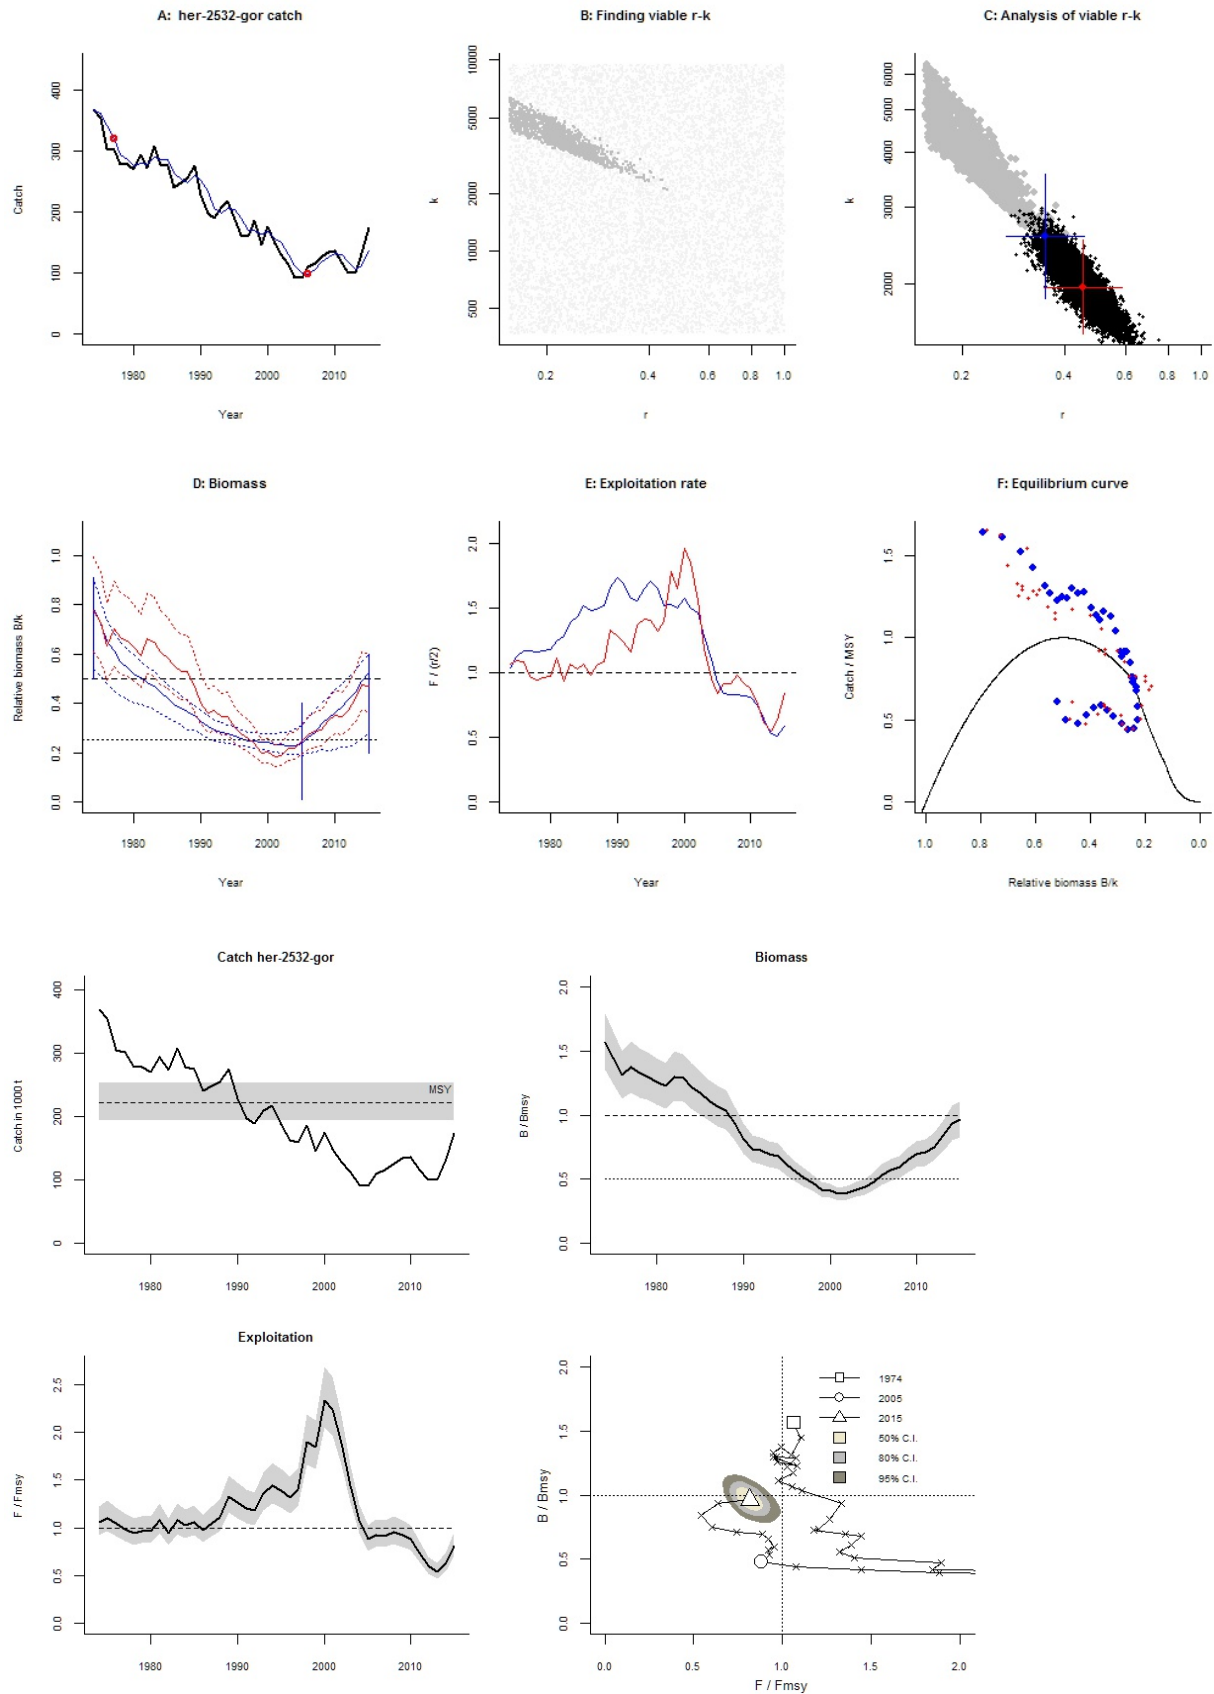 A: her-2532-gor catch
B: Finding viable r-k
C: Analysis of viable r-k
Catch
0 100 200 300 400
1980 1990 2000 2010
Year
k
500 1000 2000 5000 10000
0.2 0.4 0.6 0.8 1.0
r
k
2000 3000 4000 5000 6000
0.2 0.4 0.6 0.8 1.0
r
D: Biomass
E: Exploitation rate
F: Equilibrium curve
Relative biomass B/k
0.0 0.2 0.4 0.6 0.8 1.0
1980 1990 2000 2010
Year
F / (r/2)
0.0 0.5 1.0 1.5 2.0
1980 1990 2000 2010
Year
Catch / MSY
0.0 0.5 1.0 1.5
1.0 0.8 0.6 0.4 0.2 0.0
Relative biomass B/k
Catch her-2532-gor
Biomass
Catch in 1000 t
0 100 200 300 400
MSY
1980 1990 2000 2010
B / Bmsy
0.0 0.5 1.0 1.5 2.0
1980 1990 2000 2010
Exploitation
F / Fmsy
0.0 0.5 1.0 1.5 2.0 2.5
1980 1990 2000 2010
B / Bmsy
0.0 0.5 1.0 1.5 2.0
1974
2005
2015
50% C.I.
80% C.I.
95% C.I.
0.0 0.5 1.0 1.5 2.0
F / Fmsy